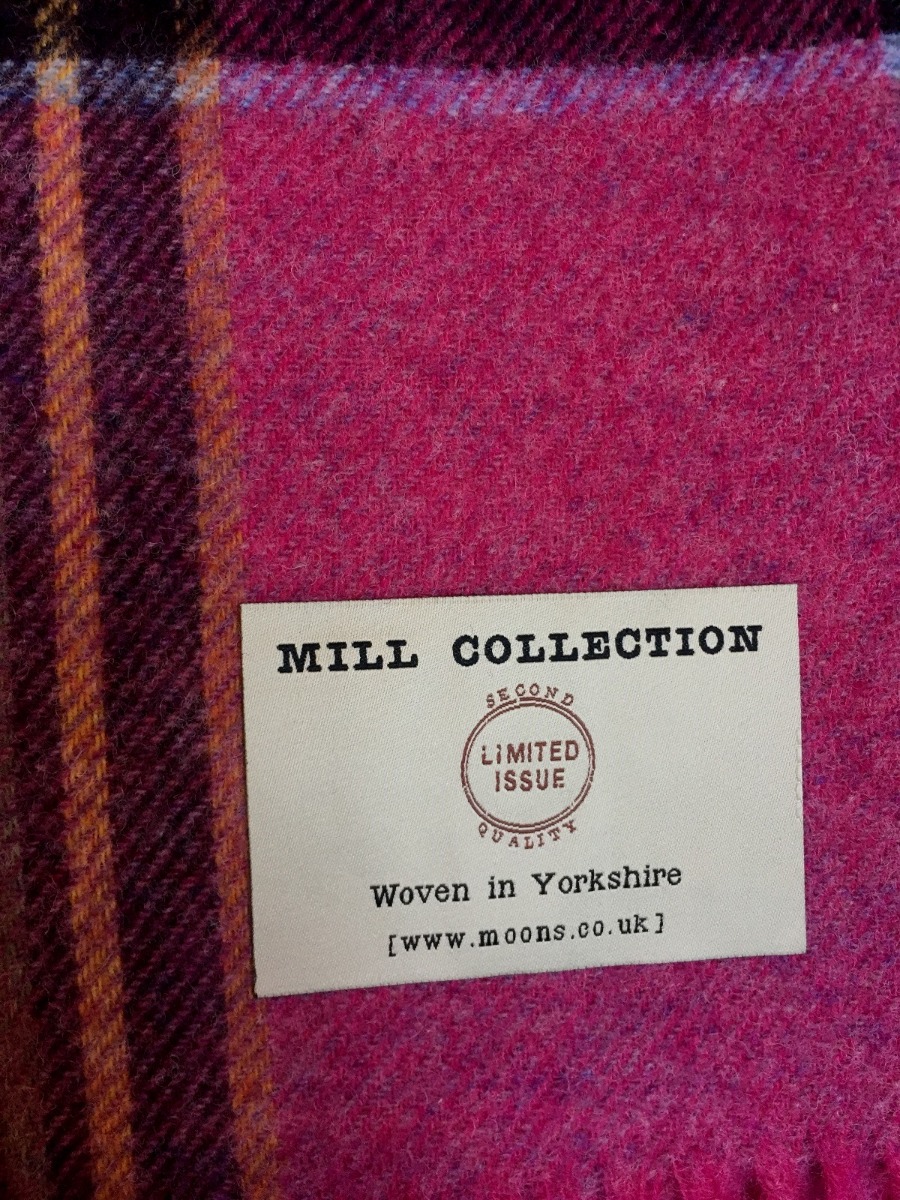 MILL COLLECTION
SECOND
LIMITED
ISSUE
QUALITY
Woven in Yorkshire
[www.moons.co.uk]